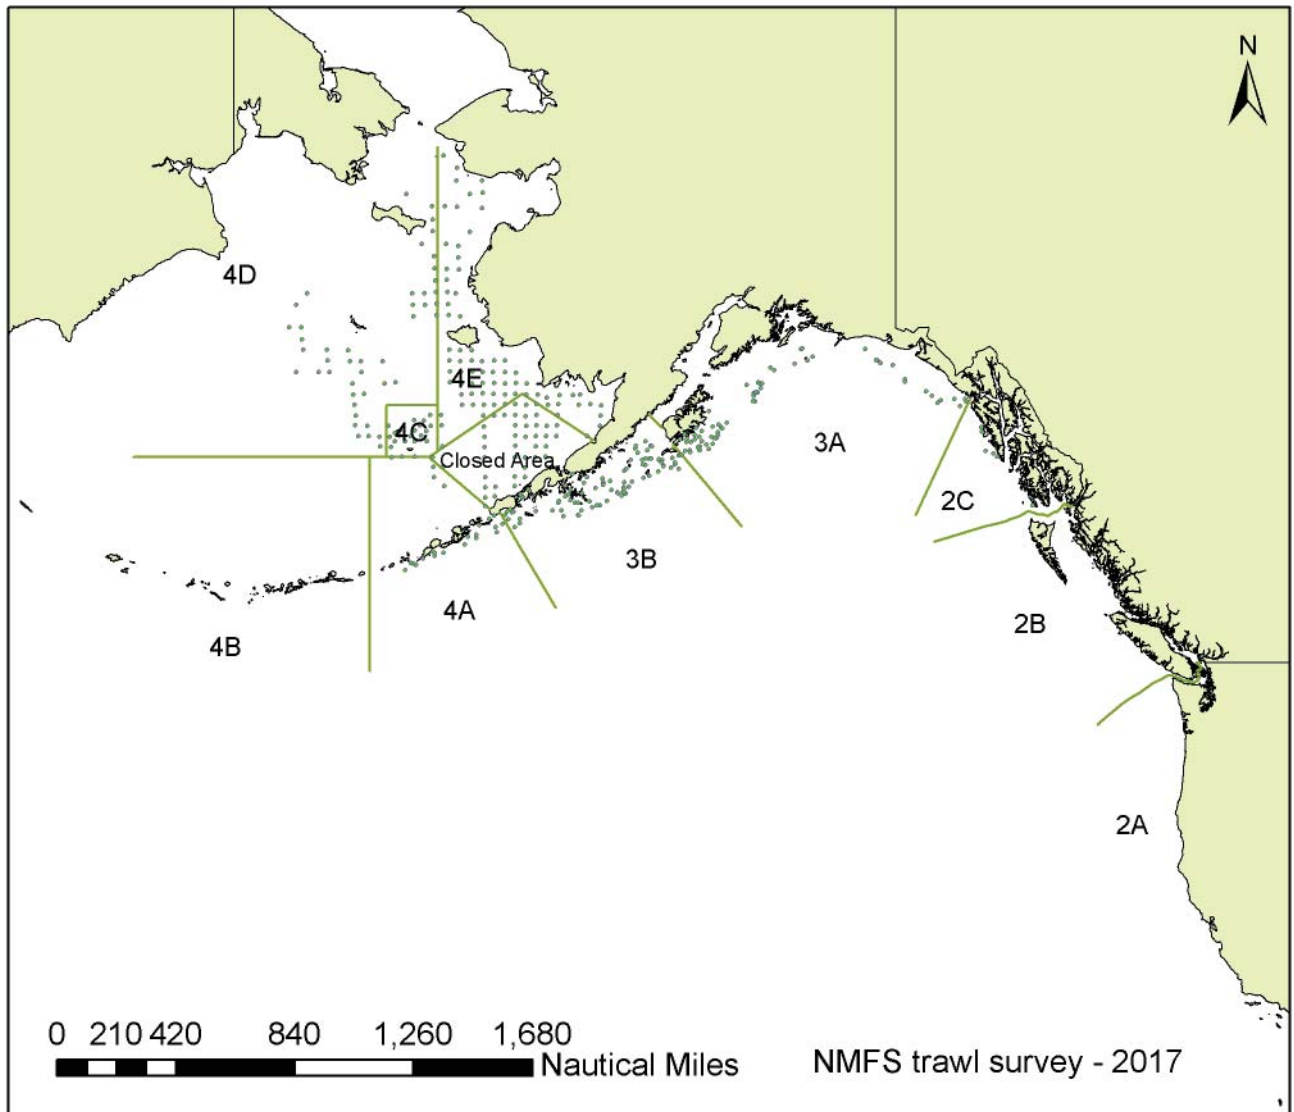 N
4D
4E
4C
3A
Closed Area
2C
3B
4A
2B
4B
2A
0 210 420 840 1,260 1,680
Nautical Miles
NMFS trawl survey - 2017